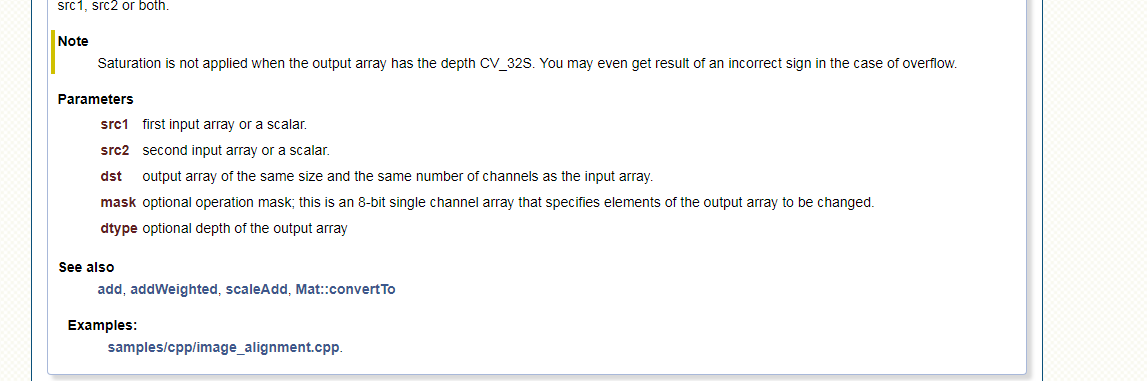 src1, src2 or both.
Note
Saturation is not applied when the output array has the depth CV_32S. You may even get result of an incorrect sign in the case of overflow.
Parameters
src1 first input array or a scalar.
src2 second input array or a scalar.
dst output array of the same size and the same number of channels as the input array.
mask optional operation mask; this is an 8-bit single channel array that specifies elements of the output array to be changed.
dtype optional depth of the output array
See also
add, addWeighted, scaleAdd, Mat::convertTo
Examples:
samples/cpp/image_alignment.cpp.